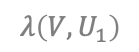 𝜆(𝑉, 𝑈₁)